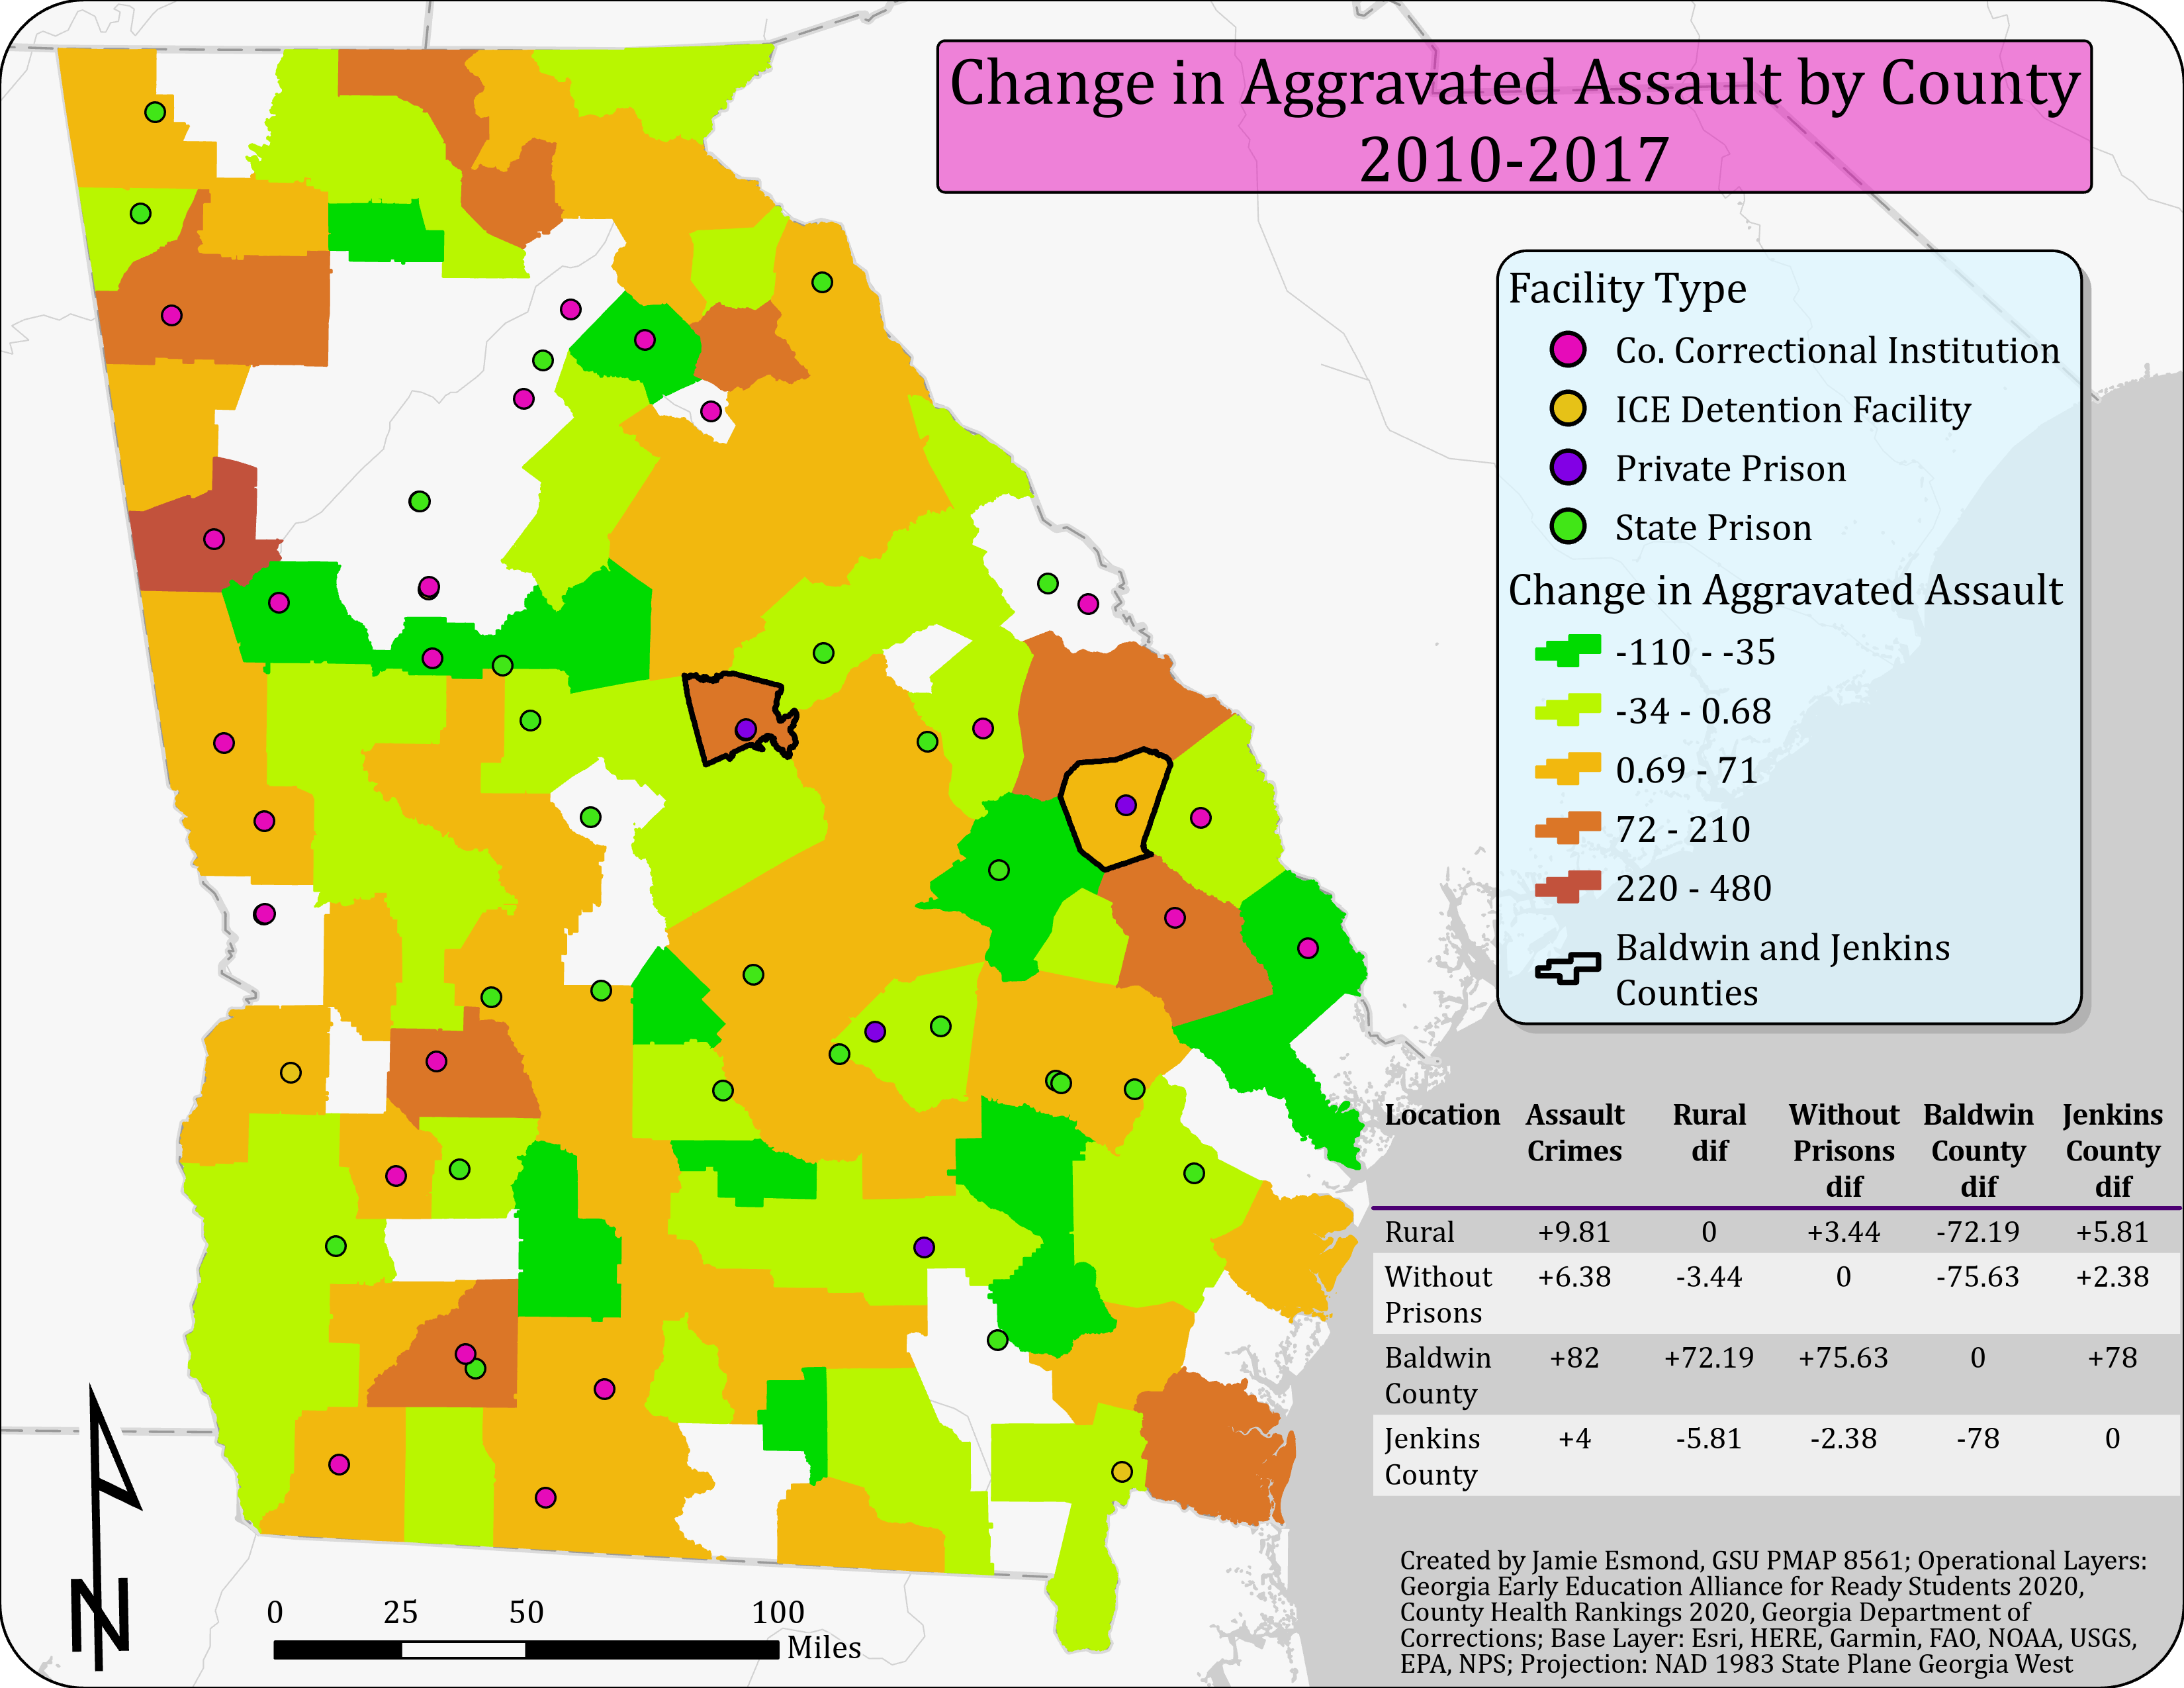 Change in Aggravated Assault by County
2010-2017
Facility Type
Co. Correctional Institution
ICE Detention Facility
Private Prison
State Prison
Change in Aggravated Assault
-110 - -35
-34 - 0.68
0.69 - 71
72 - 210
220 - 480
Baldwin and Jenkins
Counties
Location Assault Rural Without Baldwin Jenkins
Crimes dif Prisons County County
dif dif dif
Rural +9.81 0 +3.44 -72.19 +5.81
Without +6.38 -3.44 0 -75.63 +2.38
Prisons
Baldwin +82 +72.19 +75.63 0 +78
County
Jenkins +4 -5.81 -2.38 -78 0
County
N
0 25 50 100
Miles
Created by Jamie Esmond, GSU PMAP 8561; Operational Layers:
Georgia Early Education Alliance for Ready Students 2020,
County Health Rankings 2020, Georgia Department of
Corrections; Base Layer: Esri, HERE, Garmin, FAO, NOAA, USGS,
EPA, NPS; Projection: NAD 1983 State Plane Georgia West